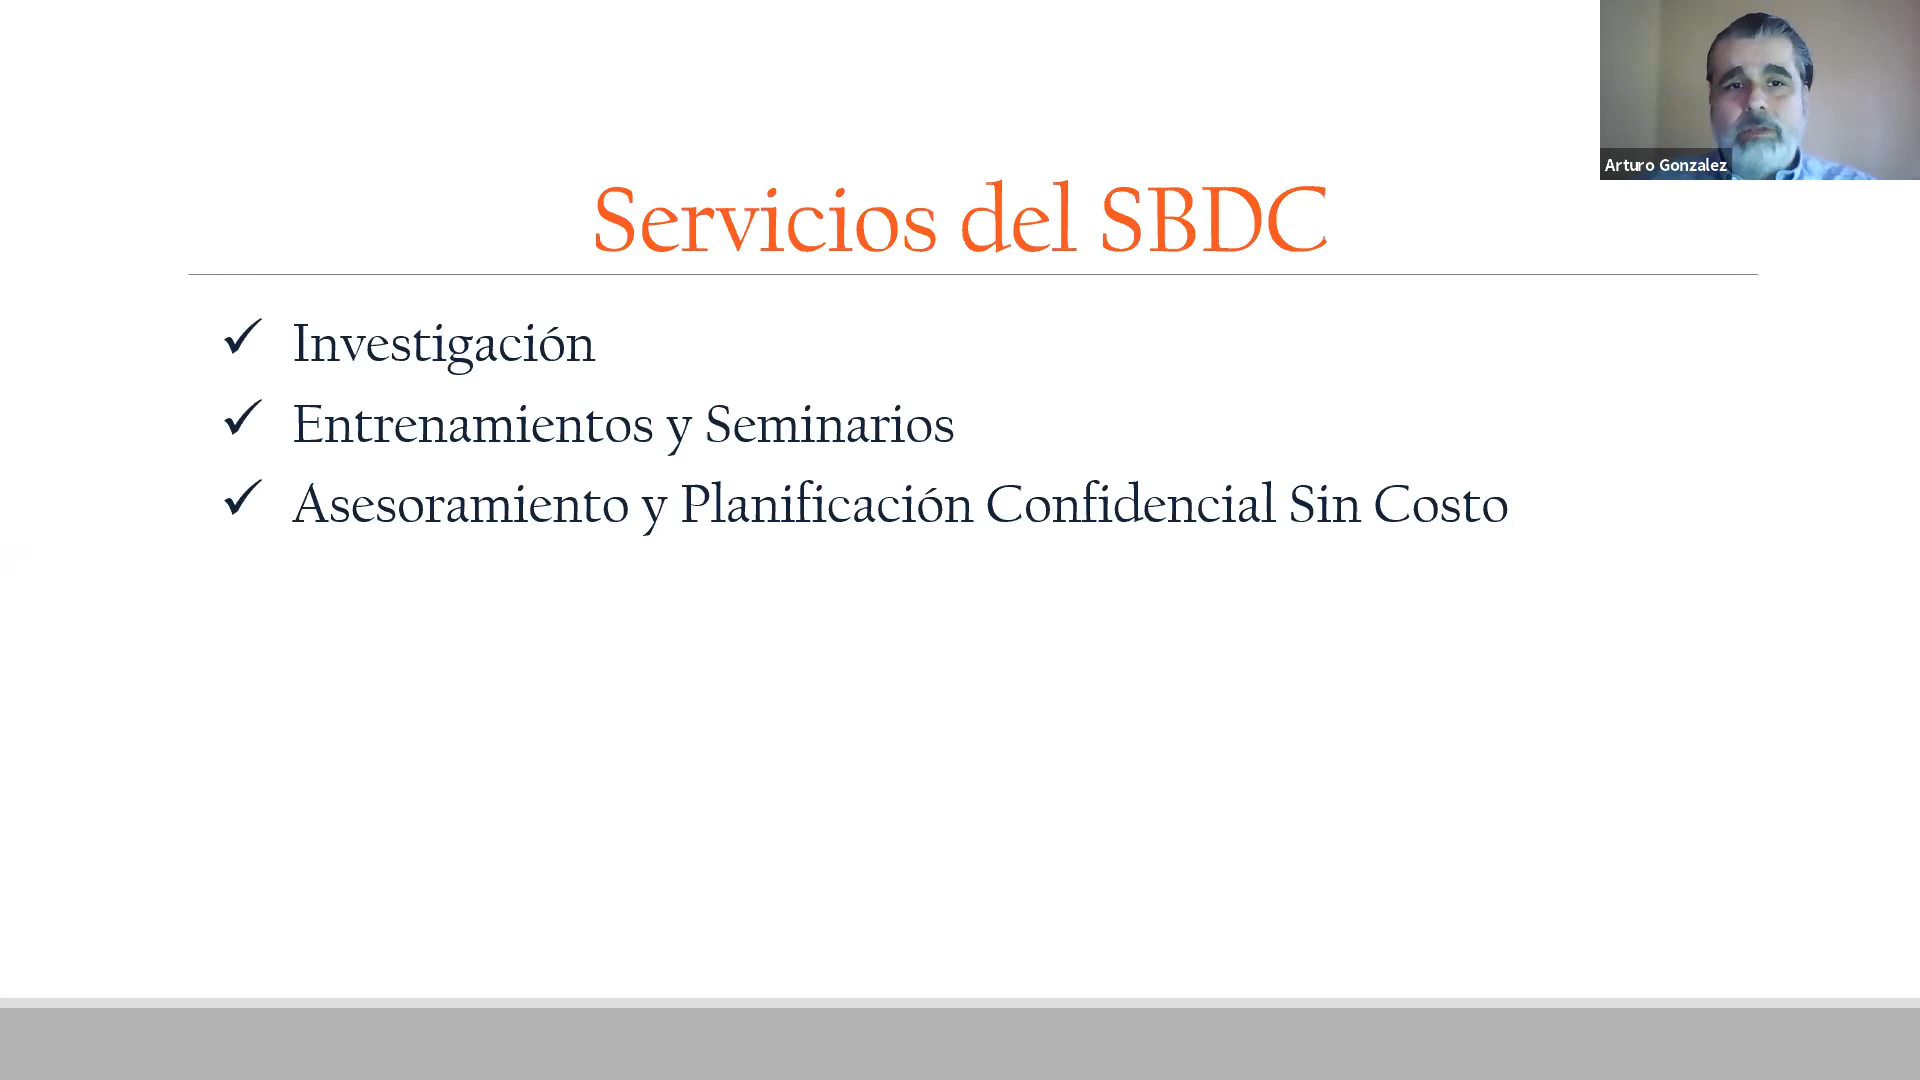 Servicios del SBDC
Investigación
Entrenamientos y Seminarios
Asesoramiento y Planificación Confidencial Sin Costo
Arturo Gonzalez